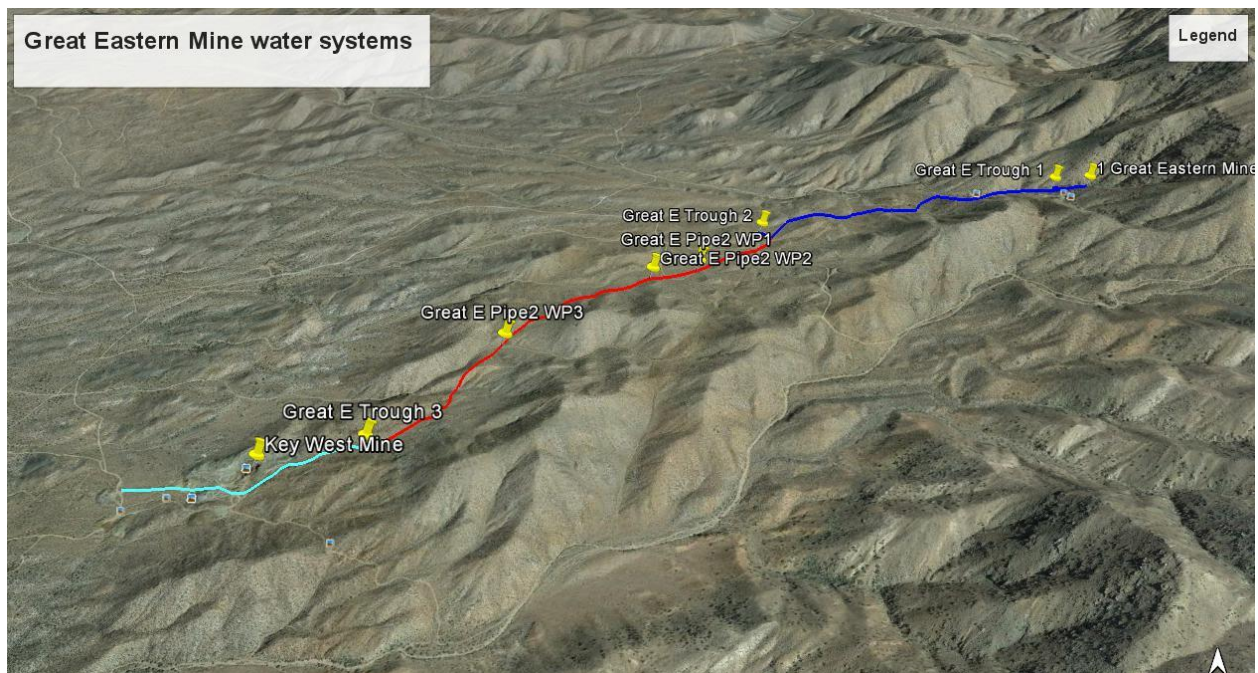 Great Eastern Mine water systems
Legend
Great E Trough 1
1 Great Eastern Mine
Great E Trough 2
Great E Pipe2 WP1
Great E Pipe2 WP2
Great E Pipe2 WP3
Great E Trough 3
Key West Mine